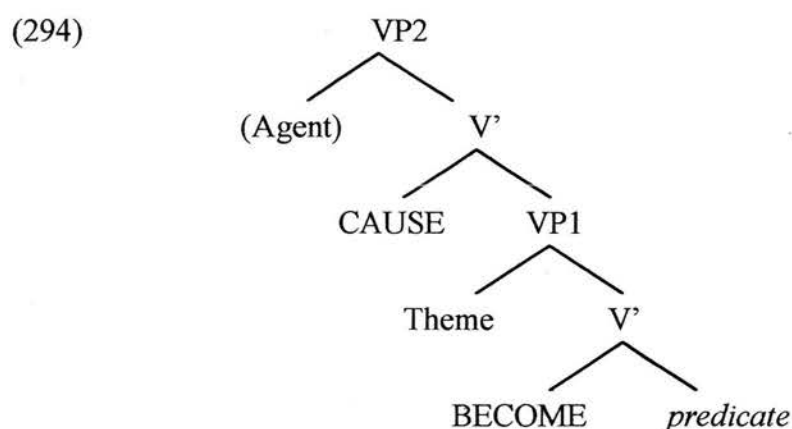 (294) VP2
(Agent) V’
CAUSE VP1
Theme V’
BECOME predicate